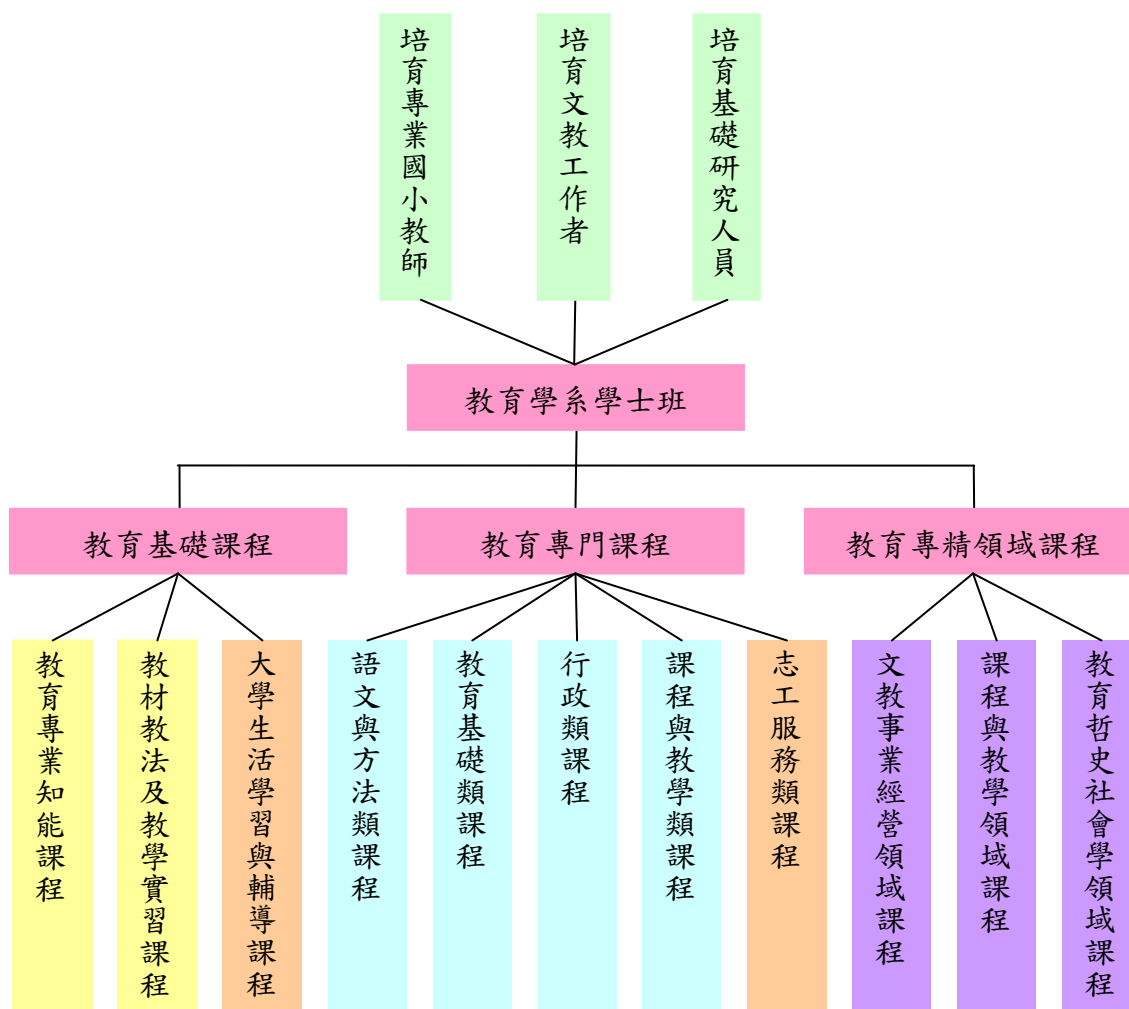 培育專業國小教師
培育文教工作者
培育基礎研究人員
教育學系學士班
教育基礎課程
教育專門課程
教育專精領域課程
教育專業知能課程
教材教法及教學實習課程
大學生活學習與輔導課程
語文與方法類課程
教育基礎類課程
行政類課程
課程與教學類課程
志工服務類課程
文教事業經營領域課程
課程與教學領域課程
教育哲史社會學領域課程